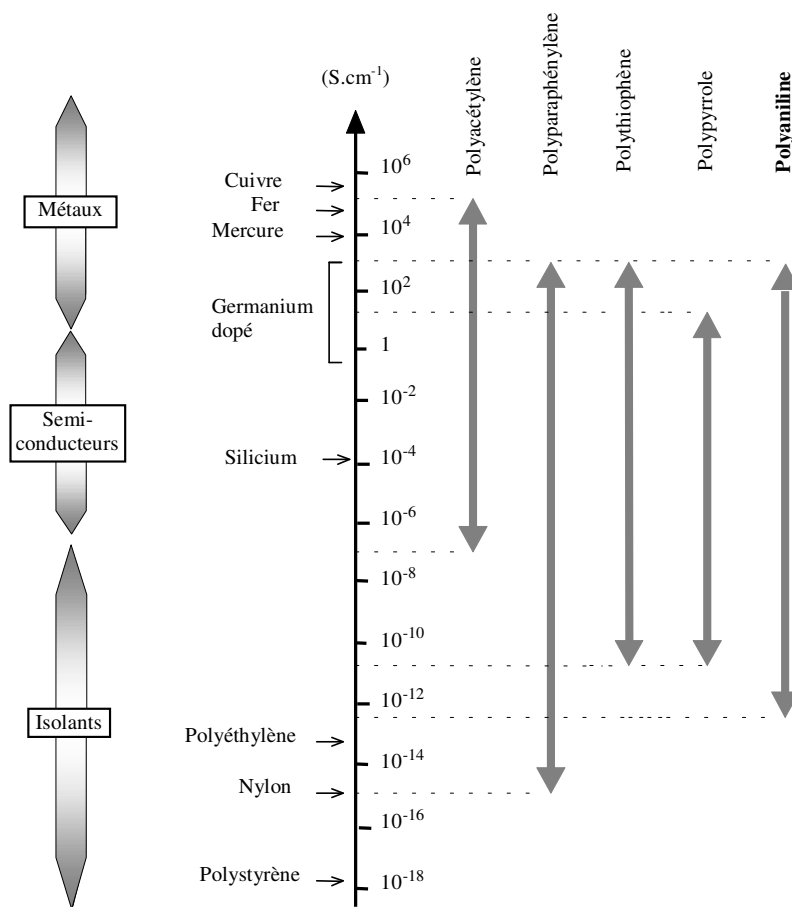 (S.cm-1)
Polyacétylène
Polyparaphénylène
Polythiophène
Polypyrrole
Polyaniline
Métaux
Semi-
conducteurs
Isolants
Cuivre
Fer
Mercure
Germanium
dopé
Silicium
Polyéthylène
Nylon
Polystyrène
10^6
10^4
10^2
1
10^-2
10^-4
10^-6
10^-8
10^-10
10^-12
10^-14
10^-16
10^-18